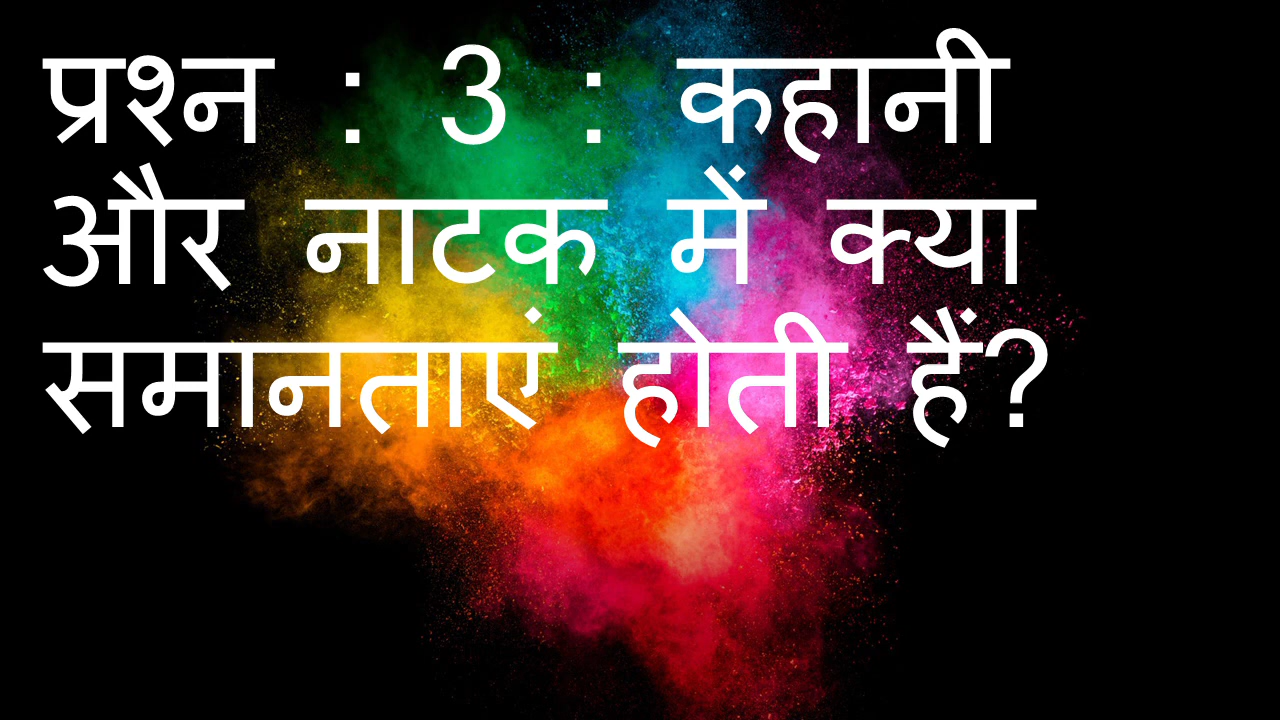 प्रश्न : 3 : कहानी
और नाटक में क्या
समानताएं होती हैं?